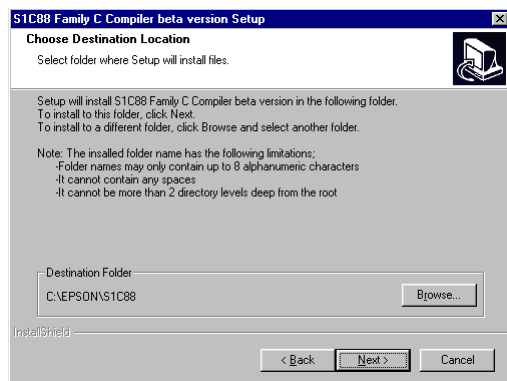 S1C88 Family C Compiler beta version Setup
Choose Destination Location
Select folder where Setup will install files.
Setup will install S1C88 Family C Compiler beta version in the following folder.
To install to this folder, click Next.
To install to a different folder, click Browse and select another folder.
Note: The insalled folder name has the following limitations;
-Folder names may only contain up to 8 alphanumeric characters
-It cannot contain any spaces
-It cannot be more than 2 directory levels deep from the root
Destination Folder
C:\EPSON\S1C88
Browse...
InstallShield
< Back Next > Cancel